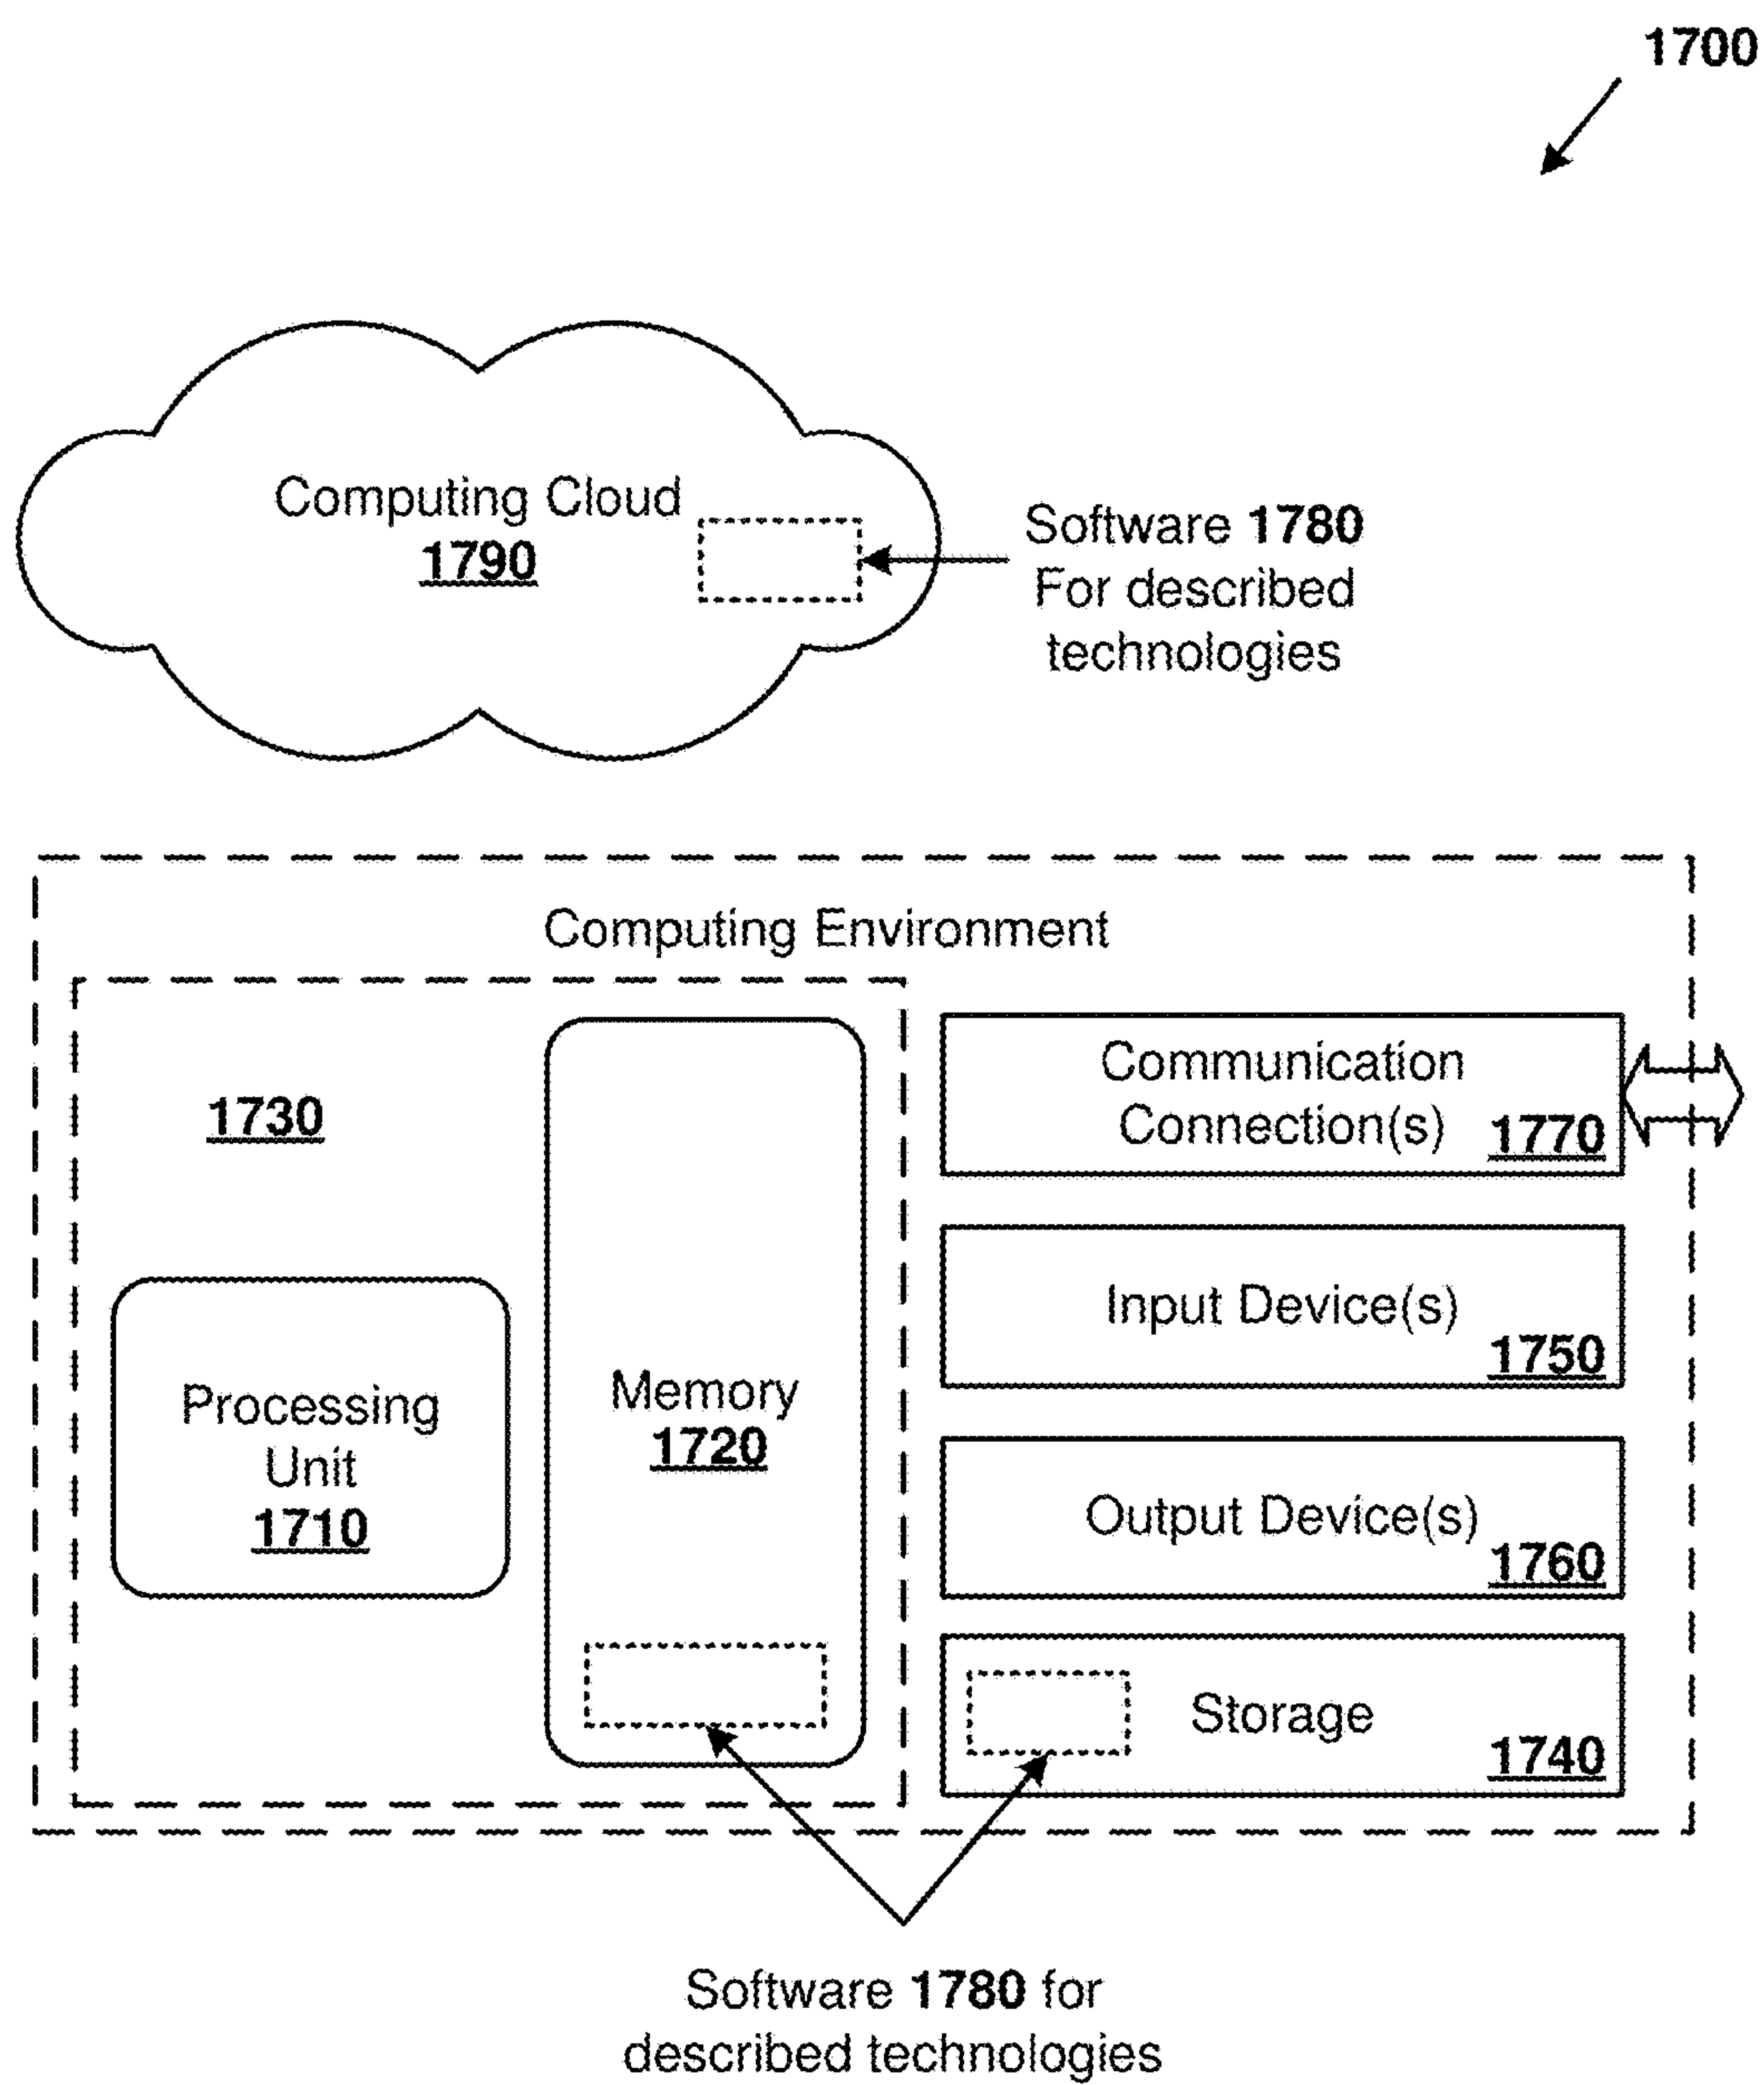 1700
Computing Cloud
1790
Software 1780
For described
technologies
Computing Environment
1730
Processing
Unit
1710
Memory
1720
Communication
Connection(s) 1770
Input Device(s)
1750
Output Device(s)
1760
Storage
1740
Software 1780 for
described technologies